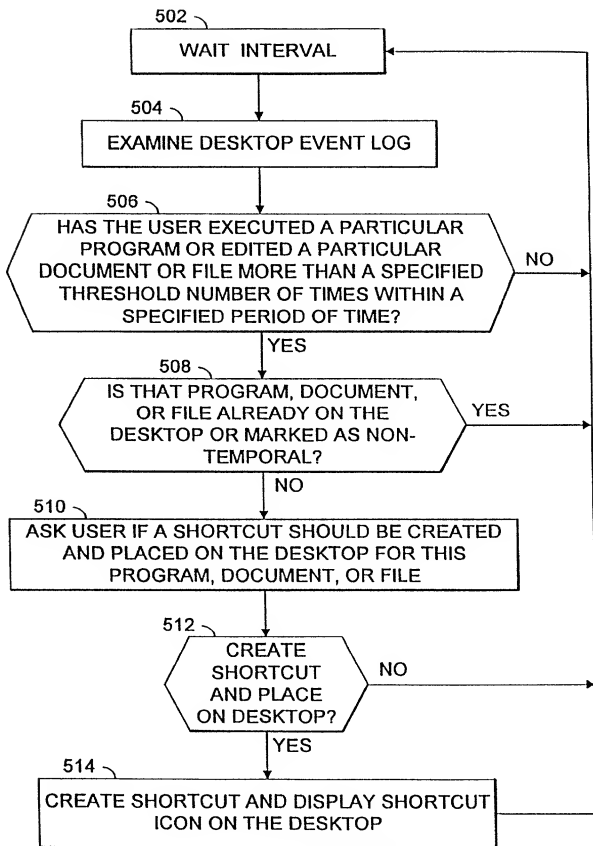 502
WAIT INTERVAL
504
EXAMINE DESKTOP EVENT LOG
506
HAS THE USER EXECUTED A PARTICULAR
PROGRAM OR EDITED A PARTICULAR
DOCUMENT OR FILE MORE THAN A SPECIFIED
THRESHOLD NUMBER OF TIMES WITHIN A
SPECIFIED PERIOD OF TIME?
NO
YES
508
IS THAT PROGRAM, DOCUMENT,
OR FILE ALREADY ON THE
DESKTOP OR MARKED AS NON-
TEMPORAL?
YES
NO
510
ASK USER IF A SHORTCUT SHOULD BE CREATED
AND PLACED ON THE DESKTOP FOR THIS
PROGRAM, DOCUMENT, OR FILE
512
CREATE
SHORTCUT
AND PLACE
ON DESKTOP?
NO
YES
514
CREATE SHORTCUT AND DISPLAY SHORTCUT
ICON ON THE DESKTOP